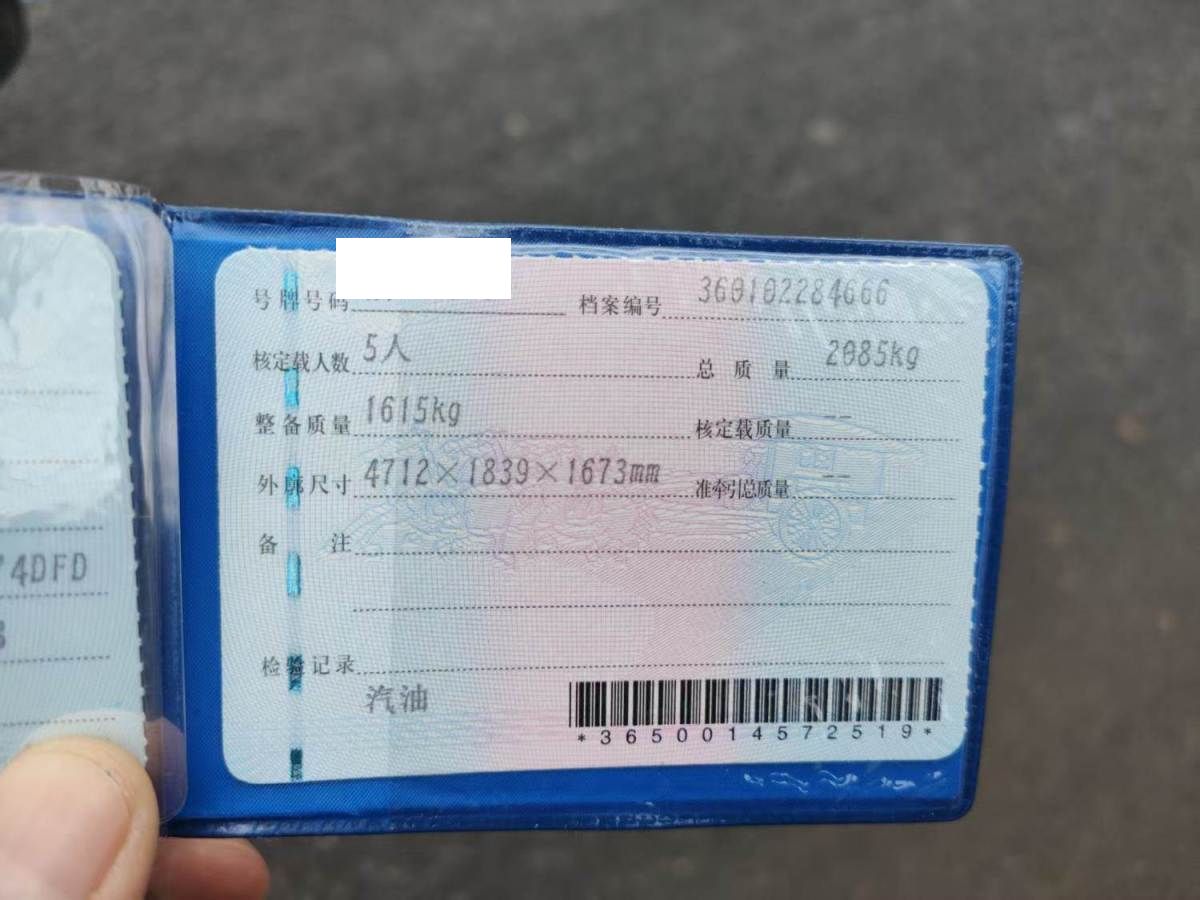 号牌号码
档案编号 360102284666
核定载人数 5人
总质量 2085kg
整备质量 1615kg
核定载质量 --
外廓尺寸 4712×1839×1673mm
准牵引总质量 --
备注
检验记录
汽油
*3650014572519*
74DFD